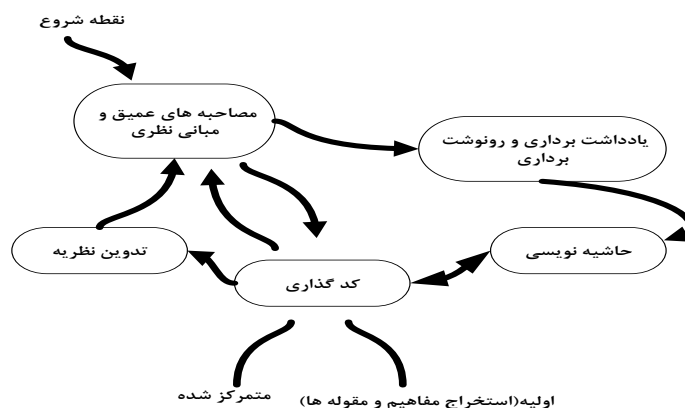 نقطه شروع
مصاحبه های عمیق و
مبانی نظری
یادداشت برداری و رونوشت
برداری
تدوین نظریه
حاشیه نویسی
کد گذاری
متمرکز شده
اولیه(استخراج مفاهیم و مقوله ها)